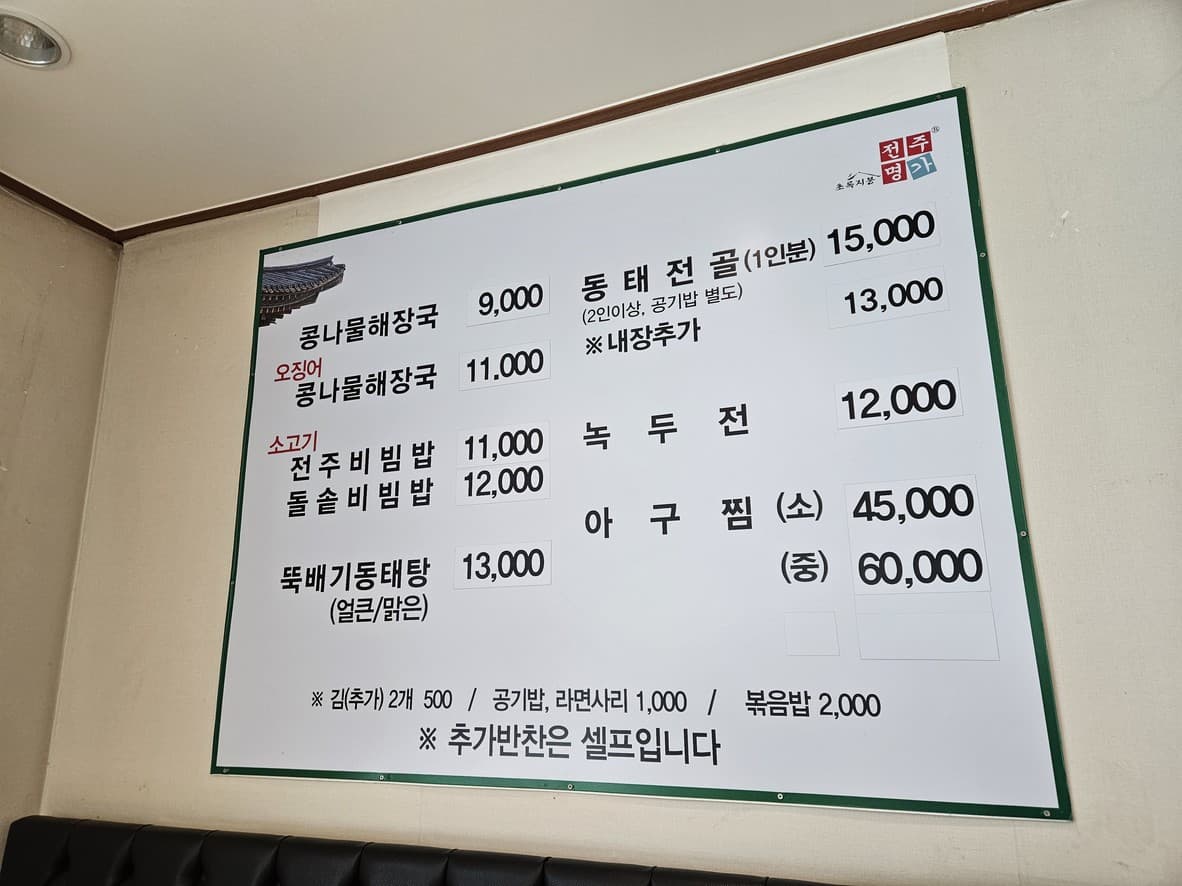 전주
명가
초록지붕
콩나물해장국 9,000
오징어
콩나물해장국 11.000
소고기
전주비빔밥 11,000
돌솥비빔밥 12,000
뚝배기동태탕 13,000
(얼큰/맑은)
동태전골(1인분) 15,000
(2인이상, 공기밥 별도)
※내장추가 13,000
녹두전 12,000
아구찜 (소) 45,000
(중) 60,000
※ 김(추가) 2개 500 / 공기밥, 라면사리 1,000 / 볶음밥 2,000
※ 추가반찬은 셀프입니다